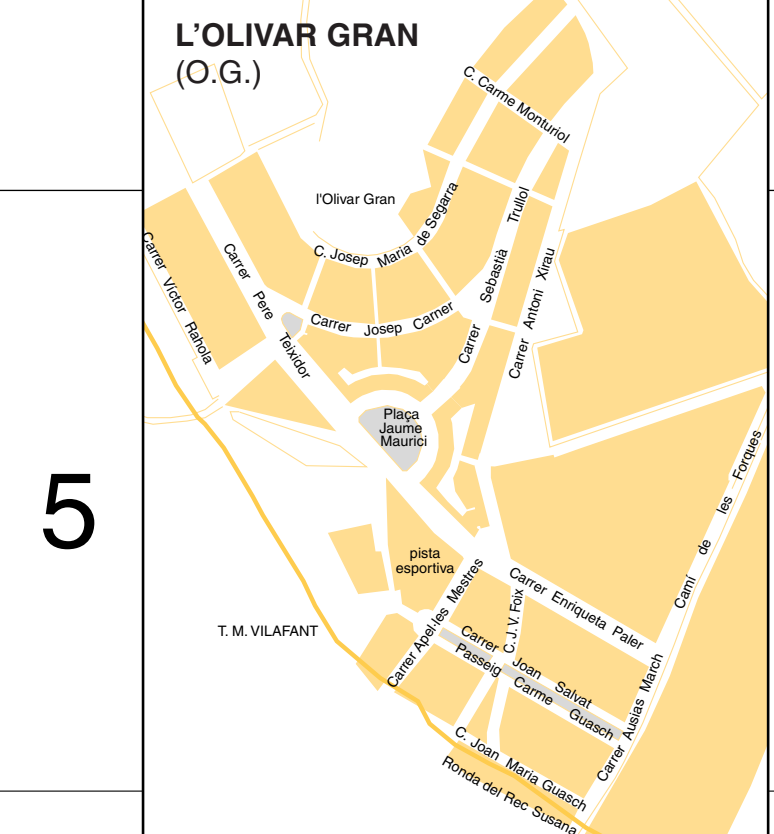 L'OLIVAR GRAN
(O.G.)
C. Carme Monturiol
l'Olivar Gran
C. Josep Maria de Segarra
Carrer Sebastià Trullol
Carrer Antoni Xirau
Carrer Víctor Rahola
Carrer Pere Teixidor
Carrer Josep Carner
Plaça
Jaume
Maurici
5
Camí de les Forques
pista
esportiva
Carrer Apel·les Mestres
C. J. V. Foix
Carrer Enriqueta Paler
T. M. VILAFANT
Carrer Joan Salvat
Passeig Carme Guasch
Carrer Ausias March
C. Joan Maria Guasch
Ronda del Rec Susana